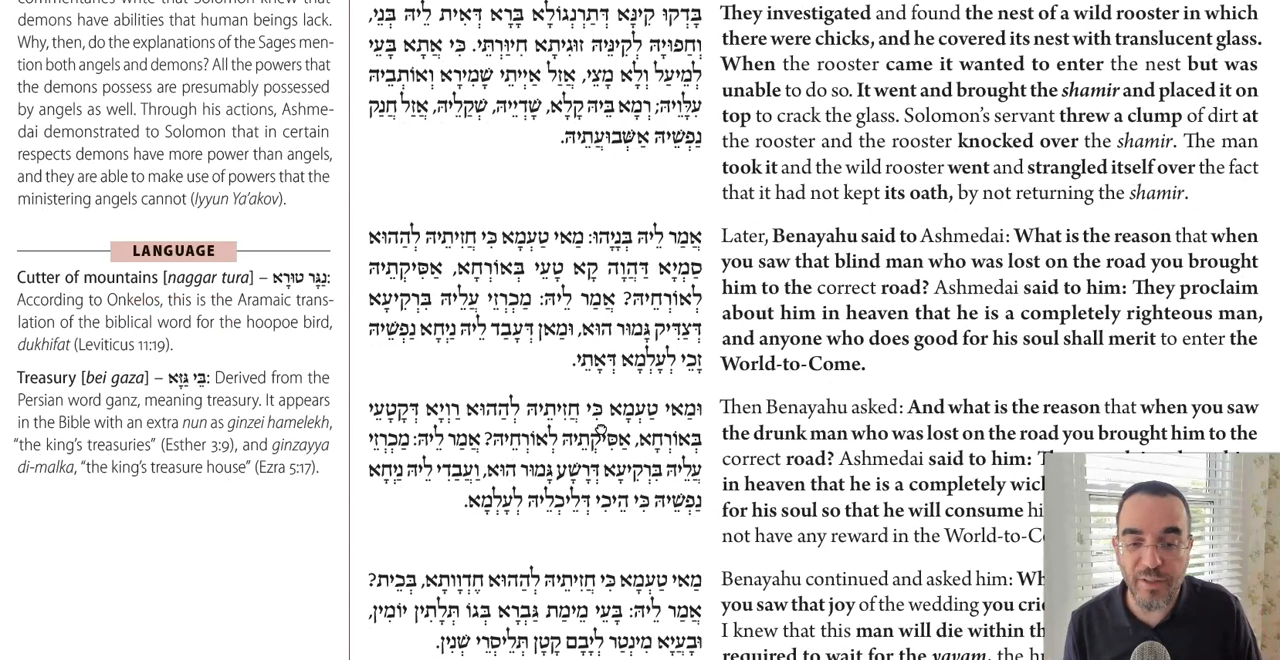 commentaries write that Solomon knew that
demons have abilities that human beings lack.
Why, then, do the explanations of the Sages men-
tion both angels and demons? All the powers that
the demons possess are presumably possessed
by angels as well. Through his actions, Ashme-
dai demonstrated to Solomon that in certain
respects demons have more power than angels,
and they are able to make use of powers that the
ministering angels cannot (Iyyun Ya'akov).
LANGUAGE
Cutter of mountains [naggar tura] – נַגָּר טוּרָא:
According to Onkelos, this is the Aramaic trans-
lation of the biblical word for the hoopoe bird,
dukhifat (Leviticus 11:19).
Treasury [bei gaza] – בֵּי גַּזָּא: Derived from the
Persian word ganz, meaning treasury. It appears
in the Bible with an extra nun as ginzei hamelekh,
"the king's treasuries" (Esther 3:9), and ginzayya
di-malka, "the king's treasure house" (Ezra 5:17).
בָּדְקוּ קִינָּא דְּתַרְנְגוֹלָא בָּרָא דְּאִית לֵיהּ בְּנֵי,
וְחַפּוּיַהּ לְקִינֵּיהּ זוּגִיתָא חִיוָּרְתִּי. כִּי אֲתָא בָּעֵי
לְמֵיעַל וְלָא מָצֵי, אֲזַל אַיְיתִי שָׁמִירָא וְאוֹתְבֵיהּ
עִלָּוֵיהּ; רְמָא בֵּיהּ קָלָא, שַׁדְיֵיהּ, שַׁקְלֵיהּ, אֲזַל חֲנַק
נַפְשֵׁיהּ אַשְּׁבוּעֲתֵיהּ.
אֲמַר לֵיהּ בְּנָיָהוּ: מַאי טַעְמָא כִּי חֲזִיתֵיהּ לְהַהוּא
סַמְיָא דַּהֲוָה קָא טָעֵי בְּאוֹרְחָא, אַסֵּיקְתֵּיהּ
לְאוֹרְחֵיהּ? אֲמַר לֵיהּ: מַכְרְזֵי עֲלֵיהּ בִּרְקִיעָא
דְּצַדִּיק גָּמוּר הוּא, וּמַאן דְּעָבֵד לֵיהּ נַיְחָא נַפְשֵׁיהּ
זָכֵי לְעָלְמָא דְּאָתֵי.
וּמַאי טַעְמָא כִּי חֲזִיתֵיהּ לְהַהוּא רַוְיָא דְּקָטָעֵי
בְּאוֹרְחָא, אַסֵּיקְתֵּיהּ לְאוֹרְחֵיהּ? אֲמַר לֵיהּ: מַכְרְזֵי
עֲלֵיהּ בִּרְקִיעָא דְּרָשָׁע גָּמוּר הוּא, וַעֲבַדִי לֵיהּ נַיְחָא
נַפְשֵׁיהּ כִּי הֵיכִי דְּלֵיכְלֵיהּ לְעָלְמָא.
מַאי טַעְמָא כִּי חֲזִיתֵיהּ לְהַהוּא חֶדְוָותָא, בְּכֵית?
אֲמַר לֵיהּ: בָּעֵי מֵימַת גַּבְרָא בְּגוֹ תְּלָתִין יוֹמִין,
וּבָעְיָא מִינְטַר לְיָבָם קָטָן תְּלֵיסְרֵי שְׁנִין.
They investigated and found the nest of a wild rooster in which
there were chicks, and he covered its nest with translucent glass.
When the rooster came it wanted to enter the nest but was
unable to do so. It went and brought the shamir and placed it on
top to crack the glass. Solomon's servant threw a clump of dirt at
the rooster and the rooster knocked over the shamir. The man
took it and the wild rooster went and strangled itself over the fact
that it had not kept its oath, by not returning the shamir.
Later, Benayahu said to Ashmedai: What is the reason that when
you saw that blind man who was lost on the road you brought
him to the correct road? Ashmedai said to him: They proclaim
about him in heaven that he is a completely righteous man,
and anyone who does good for his soul shall merit to enter the
World-to-Come.
Then Benayahu asked: And what is the reason that when you saw
the drunk man who was lost on the road you brought him to the
correct road? Ashmedai said to him:
in heaven that he is a completely
for his soul so that he will consume
not have any reward in the
Benayahu continued and asked him:
you saw that joy of the wedding you
I knew that this man will die within
required to wait for the yavam, the